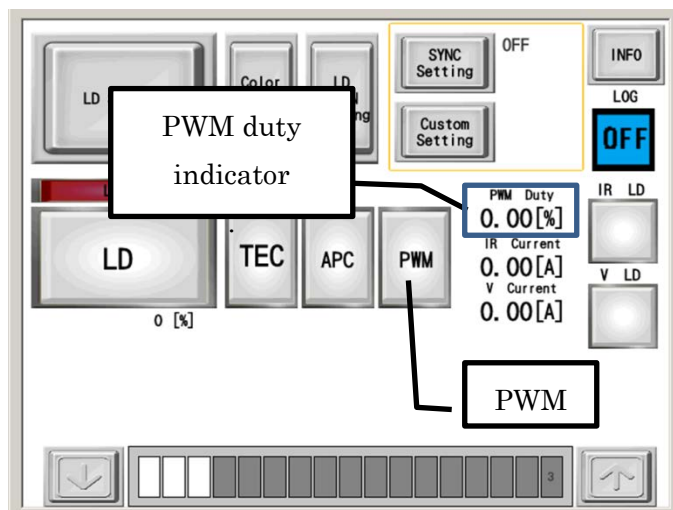 SYNC
Setting
OFF
INFO
Color
LD
LD
LOG
Custom
Setting
OFF
PWM duty
indicator
PWM Duty
0.00[%]
IR LD
LD
TEC
APC
PWM
IR Current
0.00[A]
V Current
0.00[A]
V LD
0 [%]
PWM
3